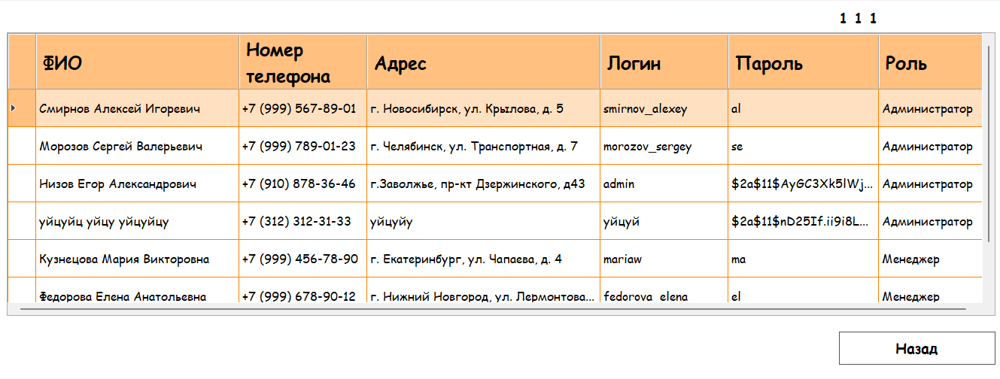 1 1 1
ФИО Номер телефона Адрес Логин Пароль Роль
Смирнов Алексей Игоревич +7 (999) 567-89-01 г. Новосибирск, ул. Крылова, д. 5 smirnov_alexey al Администратор
Морозов Сергей Валерьевич +7 (999) 789-01-23 г. Челябинск, ул. Транспортная, д. 7 morozov_sergey se Администратор
Низов Егор Александрович +7 (910) 878-36-46 г.Заволжье, пр-кт Дзержинского, д43 admin $2a$11$AyGC3Xk5lWj... Администратор
уйцуйц уйцу уйцуйцу +7 (312) 312-31-33 уйцуйу уйцуй $2a$11$nD25If.ii9i8L... Администратор
Кузнецова Мария Викторовна +7 (999) 456-78-90 г. Екатеринбург, ул. Чапаева, д. 4 mariaw ma Менеджер
Федорова Елена Анатольевна +7 (999) 678-90-12 г. Нижний Новгород, ул. Лермонтова... fedorova_elena el Менеджер
Назад